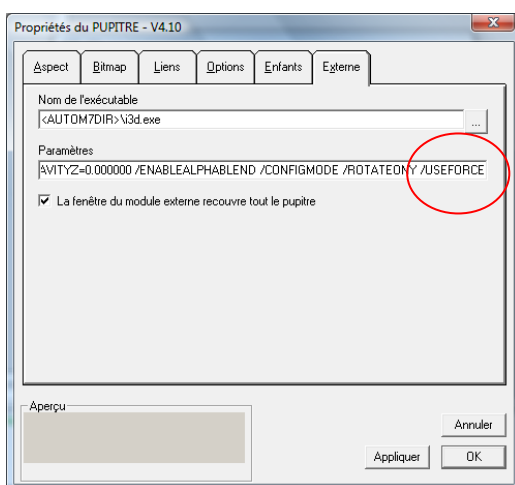 Propriétés du PUPITRE - V4.10
Aspect Bitmap Liens Options Enfants Externe
Nom de l'exécutable
<AUTOM7DIR>\i3d.exe
...
Paramètres
AVITYZ=0.000000 /ENABLEALPHABLEND /CONFIGMODE /ROTATEONY /USEFORCE
La fenêtre du module externe recouvre tout le pupitre
Aperçu
Annuler
Appliquer OK